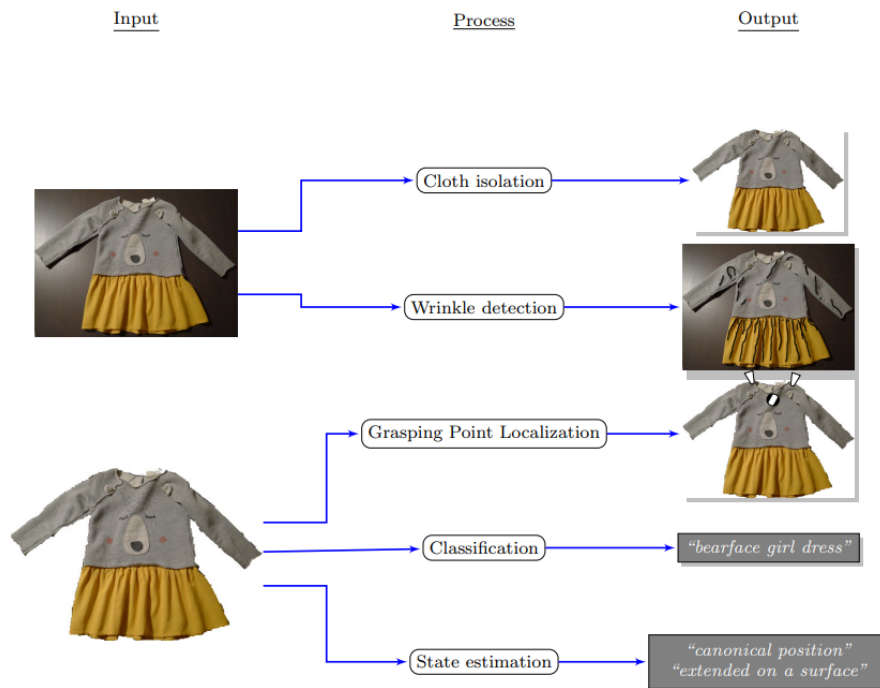 Input
Process
Output
Cloth isolation
Wrinkle detection
Grasping Point Localization
Classification
“bearface girl dress”
State estimation
“canonical position”
“extended on a surface”